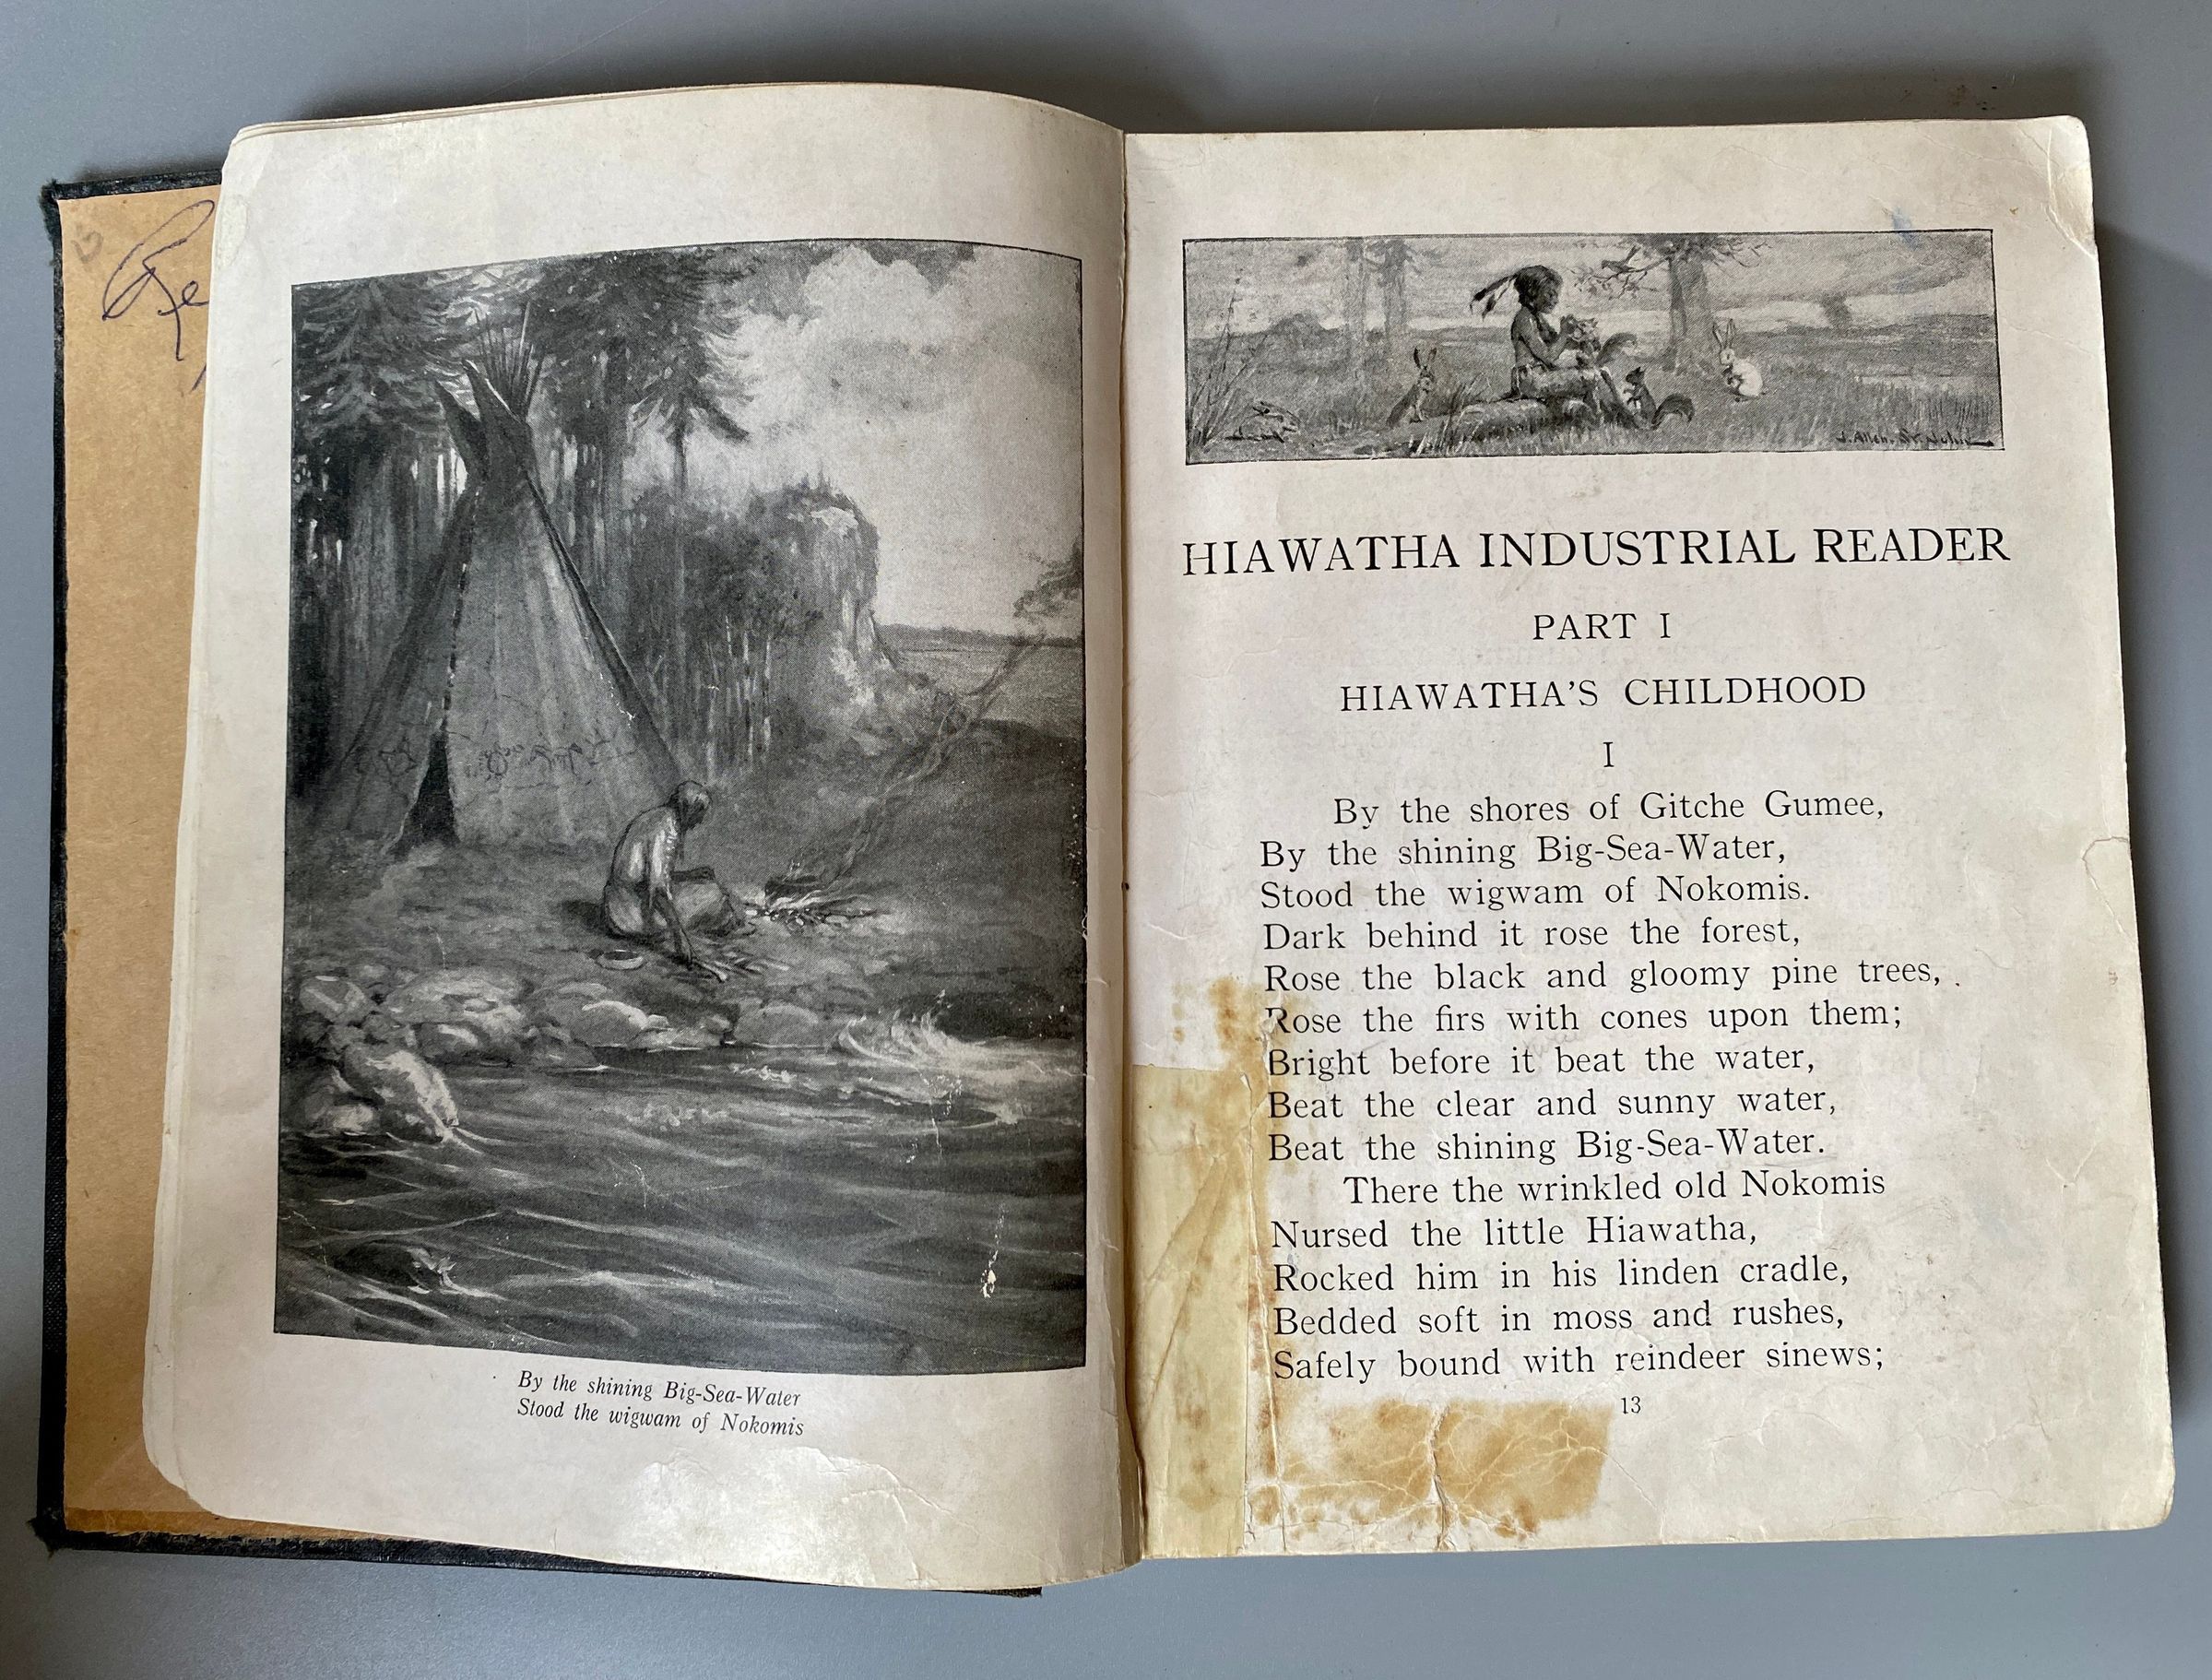 Re
By the shining Big-Sea-Water
Stood the wigwam of Nokomis
J. Allen. St. John
HIAWATHA INDUSTRIAL READER
PART I
HIAWATHA'S CHILDHOOD
I
By the shores of Gitche Gumee,
By the shining Big-Sea-Water,
Stood the wigwam of Nokomis.
Dark behind it rose the forest,
Rose the black and gloomy pine trees,
Rose the firs with cones upon them;
Bright before it beat the water,
Beat the clear and sunny water,
Beat the shining Big-Sea-Water.
There the wrinkled old Nokomis
Nursed the little Hiawatha,
Rocked him in his linden cradle,
Bedded soft in moss and rushes,
Safely bound with reindeer sinews;
13